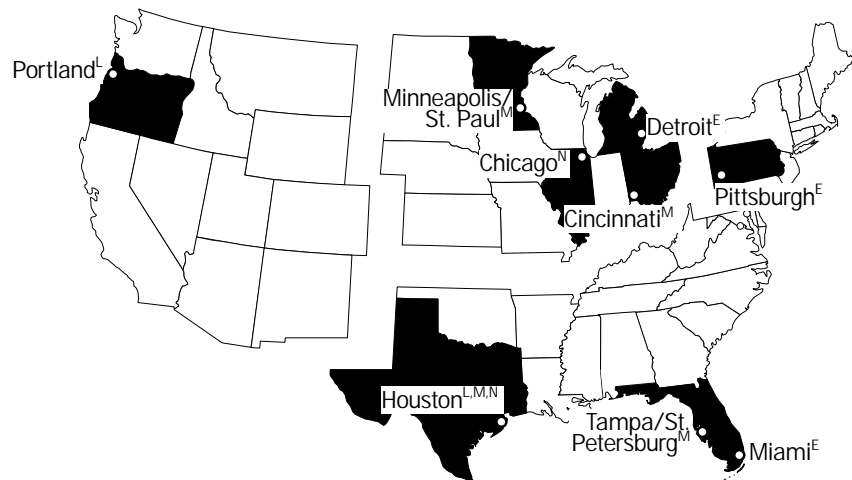 Portland^L
Minneapolis/
St. Paul^M
Detroit^E
Chicago^N
Pittsburgh^E
Cincinnati^M
Houston^L,M,N
Tampa/St.
Petersburg^M
Miami^E